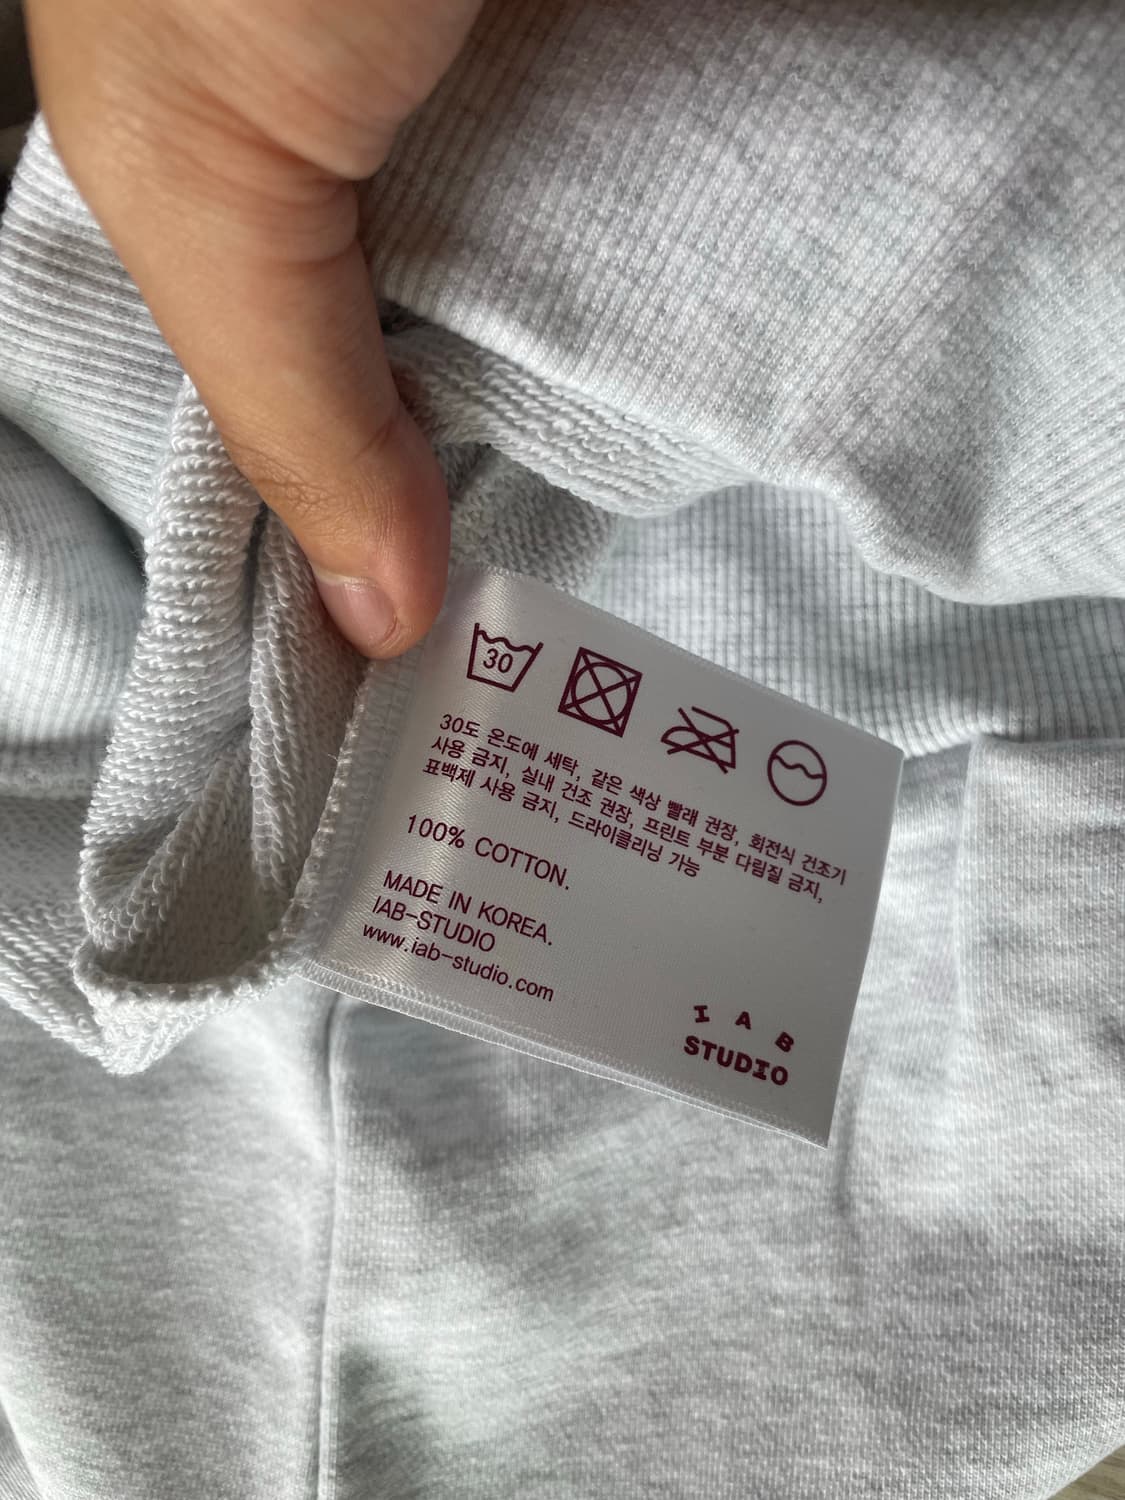 30
30도 온도에 세탁, 같은 색상 빨래 권장, 회전식 건조기
사용 금지, 실내 건조 권장, 프린트 부분 다림질 금지,
표백제 사용 금지, 드라이클리닝 가능
100% COTTON.
MADE IN KOREA.
IAB-STUDIO
www.iab-studio.com
I A B
STUDIO